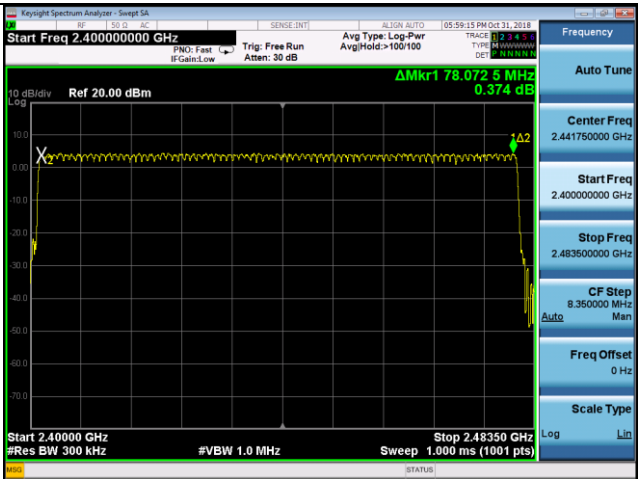 Keysight Spectrum Analyzer - Swept SA
RF 50 Ω AC SENSE:INT ALIGN AUTO 05:59:15 PM Oct 31, 2018
Start Freq 2.400000000 GHz
PNO: Fast
IFGain:Low
Trig: Free Run
Atten: 30 dB
Avg Type: Log-Pwr
Avg|Hold:>100/100
TRACE 1 2 3 4 5 6
TYPE M W W W W W
DET P N N N N N
ΔMkr1 78.072 5 MHz
0.374 dB
10 dB/div Ref 20.00 dBm
Log
10.0
0.00
-10.0
-20.0
-30.0
-40.0
-50.0
-60.0
-70.0
X2
1Δ2
Start 2.40000 GHz
Stop 2.48350 GHz
#Res BW 300 kHz
#VBW 1.0 MHz
Sweep 1.000 ms (1001 pts)
MSG
STATUS
Frequency
Auto Tune
Center Freq
2.441750000 GHz
Start Freq
2.400000000 GHz
Stop Freq
2.483500000 GHz
CF Step
8.350000 MHz
Auto Man
Freq Offset
0 Hz
Scale Type
Log Lin